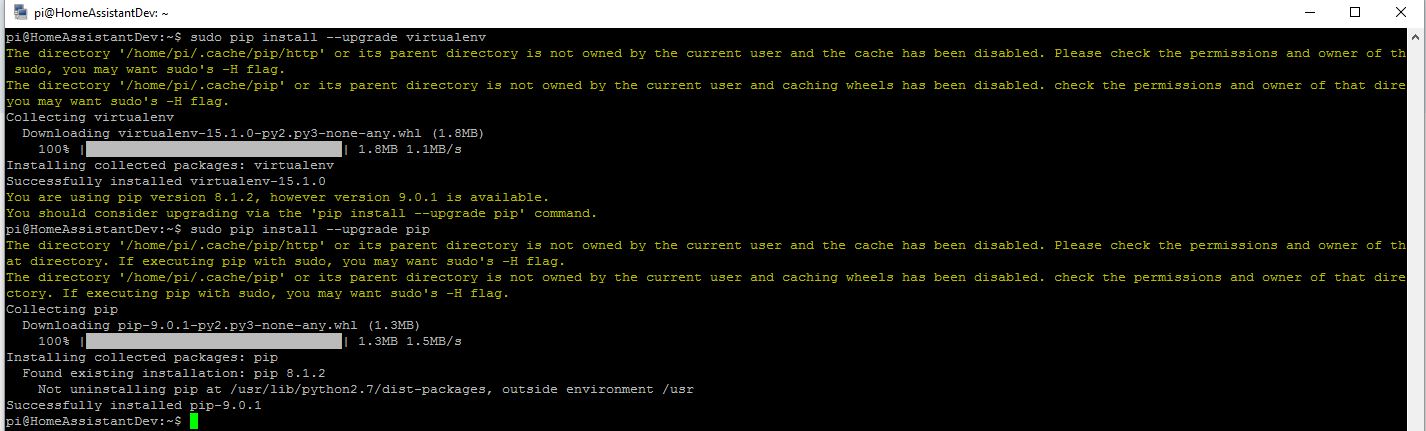 pi@HomeAssistantDev: ~
pi@HomeAssistantDev:~$ sudo pip install --upgrade virtualenv
The directory '/home/pi/.cache/pip/http' or its parent directory is not owned by the current user and the cache has been disabled. Please check the permissions and owner of th
 sudo, you may want sudo's -H flag.
The directory '/home/pi/.cache/pip' or its parent directory is not owned by the current user and caching wheels has been disabled. check the permissions and owner of that dire
you may want sudo's -H flag.
Collecting virtualenv
  Downloading virtualenv-15.1.0-py2.py3-none-any.whl (1.8MB)
    100% | | 1.8MB 1.1MB/s
Installing collected packages: virtualenv
Successfully installed virtualenv-15.1.0
You are using pip version 8.1.2, however version 9.0.1 is available.
You should consider upgrading via the 'pip install --upgrade pip' command.
pi@HomeAssistantDev:~$ sudo pip install --upgrade pip
The directory '/home/pi/.cache/pip/http' or its parent directory is not owned by the current user and the cache has been disabled. Please check the permissions and owner of th
at directory. If executing pip with sudo, you may want sudo's -H flag.
The directory '/home/pi/.cache/pip' or its parent directory is not owned by the current user and caching wheels has been disabled. check the permissions and owner of that dire
ctory. If executing pip with sudo, you may want sudo's -H flag.
Collecting pip
  Downloading pip-9.0.1-py2.py3-none-any.whl (1.3MB)
    100% | | 1.3MB 1.5MB/s
Installing collected packages: pip
  Found existing installation: pip 8.1.2
    Not uninstalling pip at /usr/lib/python2.7/dist-packages, outside environment /usr
Successfully installed pip-9.0.1
pi@HomeAssistantDev:~$